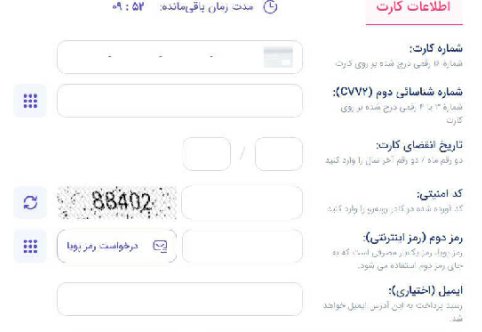 اطلاعات کارت
مدت زمان باقی‌مانده: ۰۹ : ۵۲
شماره کارت:
شمارهٔ ۱۶ رقمی درج شده بر روی کارت
- - -
شماره شناسائی دوم (CVV۲):
شمارهٔ ۳ یا ۴ رقمی درج شده بر روی
کارت
تاریخ انقضای کارت:
دو رقم ماه / دو رقم آخر سال را وارد کنید
/
کد امنیتی:
کد آورده شده در کادر روبه‌رو را وارد کنید
88402
رمز دوم (رمز اینترنتی):
رمز پویا، رمز یک‌بار مصرفی است که به
جای رمز دوم استفاده می شود.
درخواست رمز پویا
ایمیل (اختیاری):
رسید پرداخت به این آدرس ایمیل خواهد
شد.